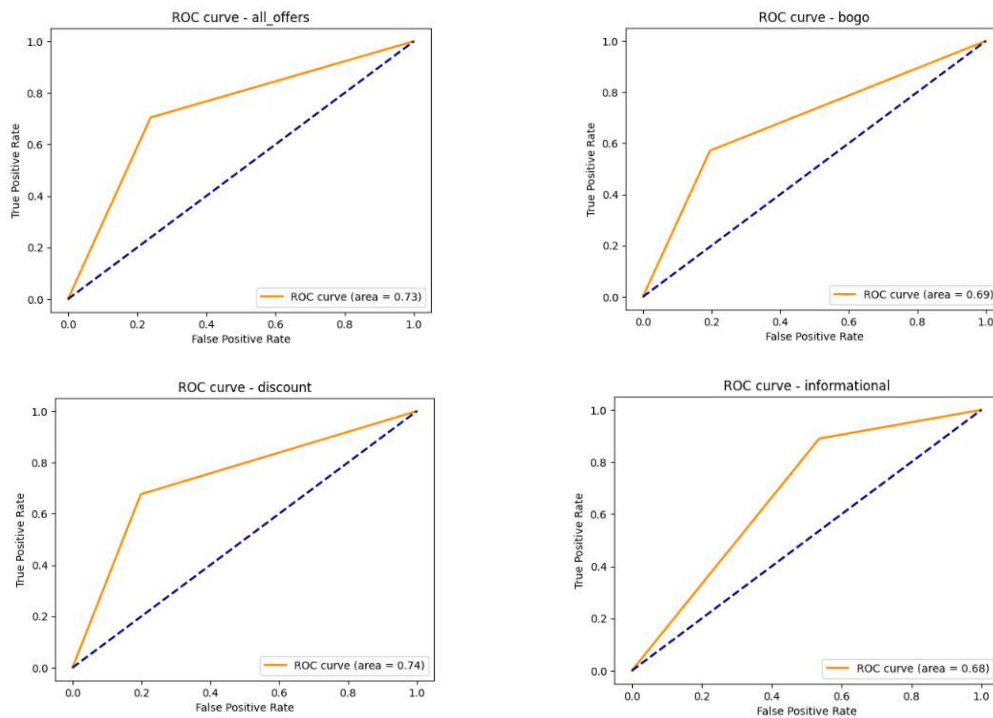 ROC curve - all_offers
1.0
0.8
0.6
0.4
0.2
0.0
True Positive Rate
ROC curve (area = 0.73)
0.0 0.2 0.4 0.6 0.8 1.0
False Positive Rate
ROC curve - bogo
1.0
0.8
0.6
0.4
0.2
0.0
True Positive Rate
ROC curve (area = 0.69)
0.0 0.2 0.4 0.6 0.8 1.0
False Positive Rate
ROC curve - discount
1.0
0.8
0.6
0.4
0.2
0.0
True Positive Rate
ROC curve (area = 0.74)
0.0 0.2 0.4 0.6 0.8 1.0
False Positive Rate
ROC curve - informational
1.0
0.8
0.6
0.4
0.2
0.0
True Positive Rate
ROC curve (area = 0.68)
0.0 0.2 0.4 0.6 0.8 1.0
False Positive Rate